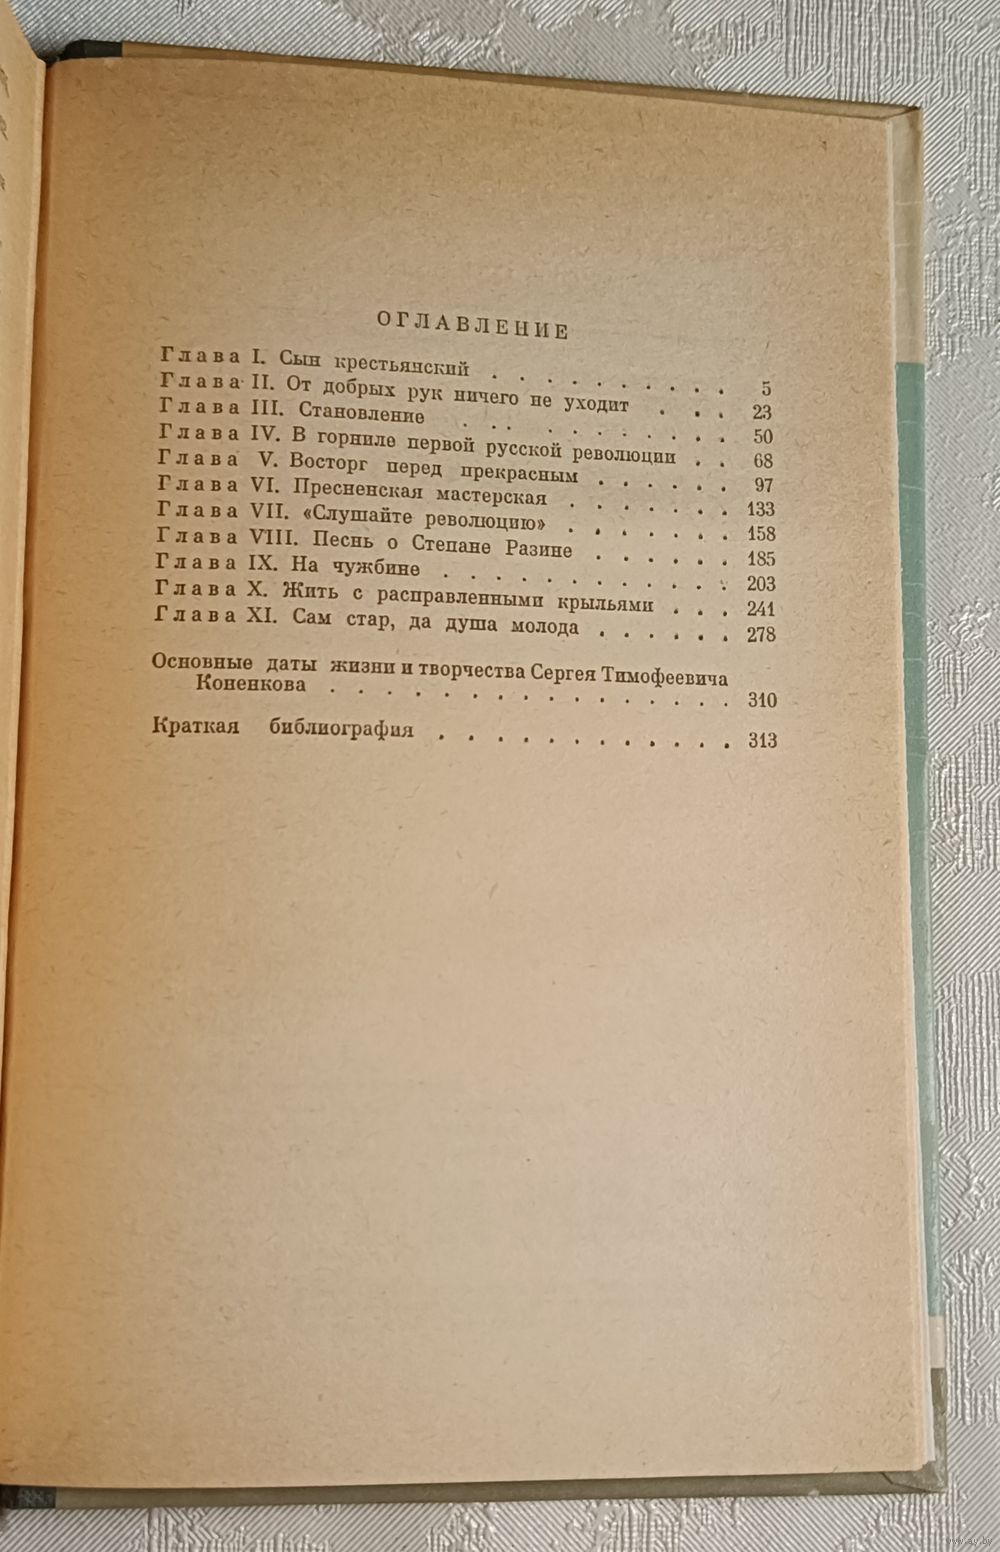 ОГЛАВЛЕНИЕ
Глава I. Сын крестьянский . . . . . . . . . . 5
Глава II. От добрых рук ничего не уходит . . . 23
Глава III. Становление . . . . . . . . . . 50
Глава IV. В горниле первой русской революции . . 68
Глава V. Восторг перед прекрасным . . . . . . 97
Глава VI. Пресненская мастерская . . . . . . . 133
Глава VII. «Слушайте революцию» . . . . . . . 158
Глава VIII. Песнь о Степане Разине . . . . . . 185
Глава IX. На чужбине . . . . . . . . . . . 203
Глава X. Жить с расправленными крыльями . . . 241
Глава XI. Сам стар, да душа молода . . . . . . 278
Основные даты жизни и творчества Сергея Тимофеевича
Коненкова . . . . . . . . . . . . . . . 310
Краткая библиография . . . . . . . . . . . . 313
www.ay.by